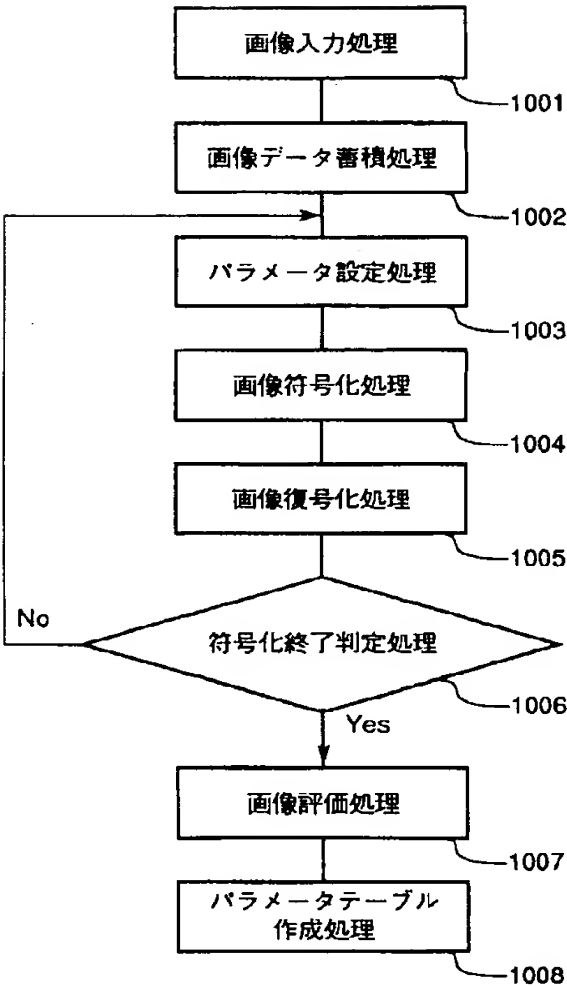 画像入力処理
1001
画像データ蓄積処理
1002
パラメータ設定処理
1003
画像符号化処理
1004
画像復号化処理
1005
No
符号化終了判定処理
1006
Yes
画像評価処理
1007
パラメータテーブル
作成処理
1008